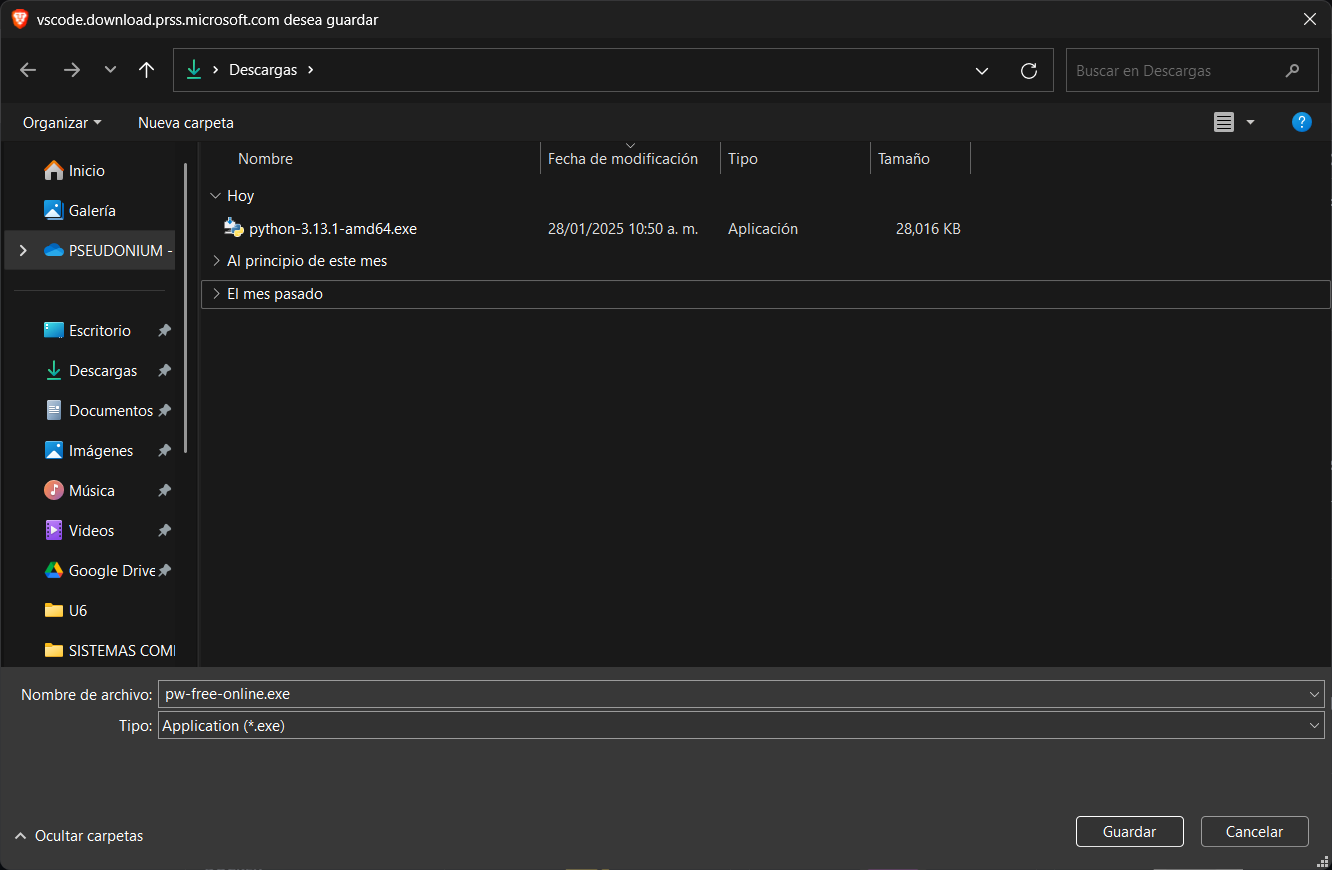 vscode.download.prss.microsoft.com desea guardar
Descargas
Buscar en Descargas
Organizar
Nueva carpeta
?
Inicio
Galería
PSEUDONIUM -
Escritorio
Descargas
Documentos
Imágenes
Música
Videos
Google Drive
U6
SISTEMAS COM
Nombre Fecha de modificación Tipo Tamaño
Hoy
python-3.13.1-amd64.exe 28/01/2025 10:50 a. m. Aplicación 28,016 KB
Al principio de este mes
El mes pasado
Nombre de archivo: pw-free-online.exe
Tipo: Application (*.exe)
Ocultar carpetas
Guardar
Cancelar